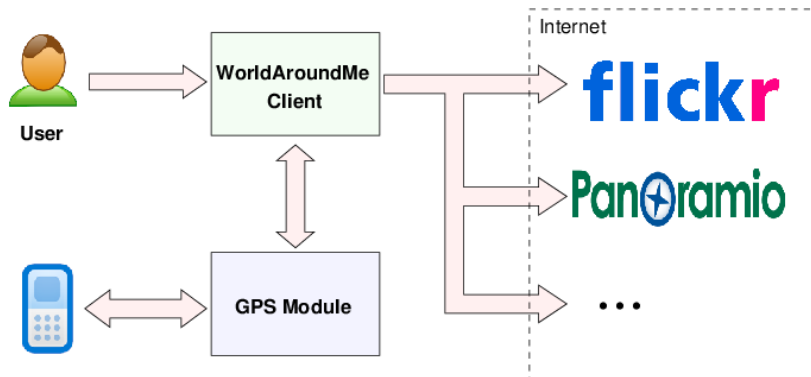 Internet
WorldAroundMe
Client
flickr
User
Panoramio
GPS Module
...